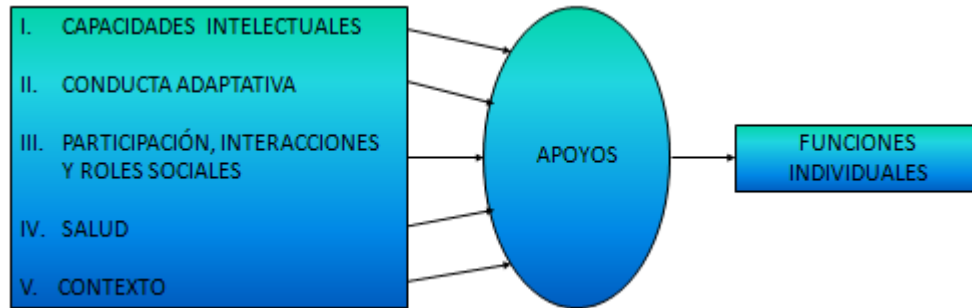 I. CAPACIDADES INTELECTUALES
II. CONDUCTA ADAPTATIVA
III. PARTICIPACIÓN, INTERACCIONES
Y ROLES SOCIALES
IV. SALUD
V. CONTEXTO
APOYOS
FUNCIONES
INDIVIDUALES